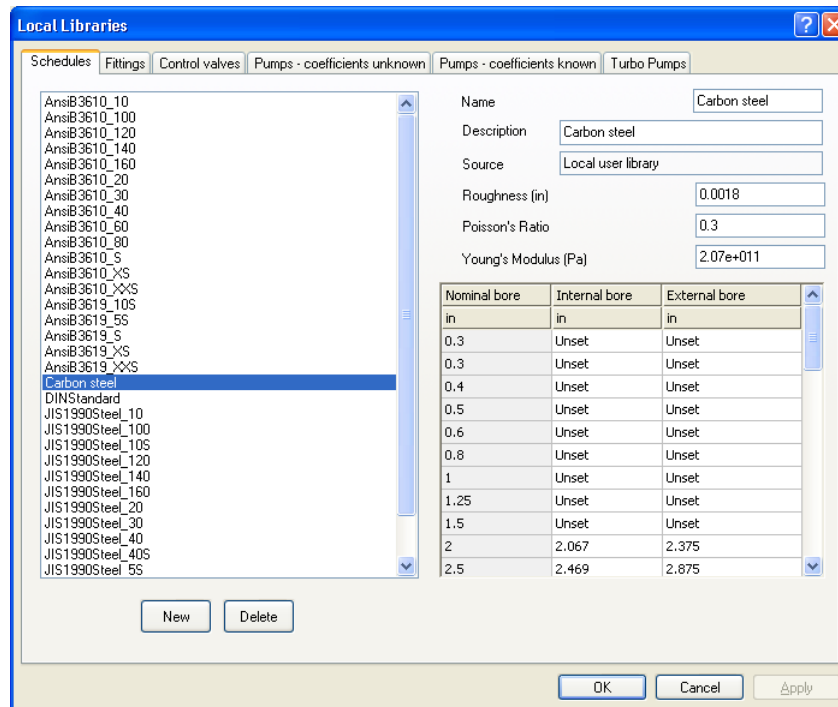 Local Libraries
Schedules Fittings Control valves Pumps - coefficients unknown Pumps - coefficients known Turbo Pumps
AnsiB3610_10
AnsiB3610_100
AnsiB3610_120
AnsiB3610_140
AnsiB3610_160
AnsiB3610_20
AnsiB3610_30
AnsiB3610_40
AnsiB3610_60
AnsiB3610_80
AnsiB3610_S
AnsiB3610_XS
AnsiB3610_XXS
AnsiB3619_10S
AnsiB3619_5S
AnsiB3619_S
AnsiB3619_XS
AnsiB3619_XXS
Carbon steel
DINStandard
JIS1990Steel_10
JIS1990Steel_100
JIS1990Steel_10S
JIS1990Steel_120
JIS1990Steel_140
JIS1990Steel_160
JIS1990Steel_20
JIS1990Steel_30
JIS1990Steel_40
JIS1990Steel_40S
JIS1990Steel_5S
New Delete
Name Carbon steel
Description Carbon steel
Source Local user library
Roughness (in) 0.0018
Poisson's Ratio 0.3
Young's Modulus (Pa) 2.07e+011
Nominal bore Internal bore External bore
in in in
0.3 Unset Unset
0.3 Unset Unset
0.4 Unset Unset
0.5 Unset Unset
0.6 Unset Unset
0.8 Unset Unset
1 Unset Unset
1.25 Unset Unset
1.5 Unset Unset
2 2.067 2.375
2.5 2.469 2.875
OK Cancel Apply